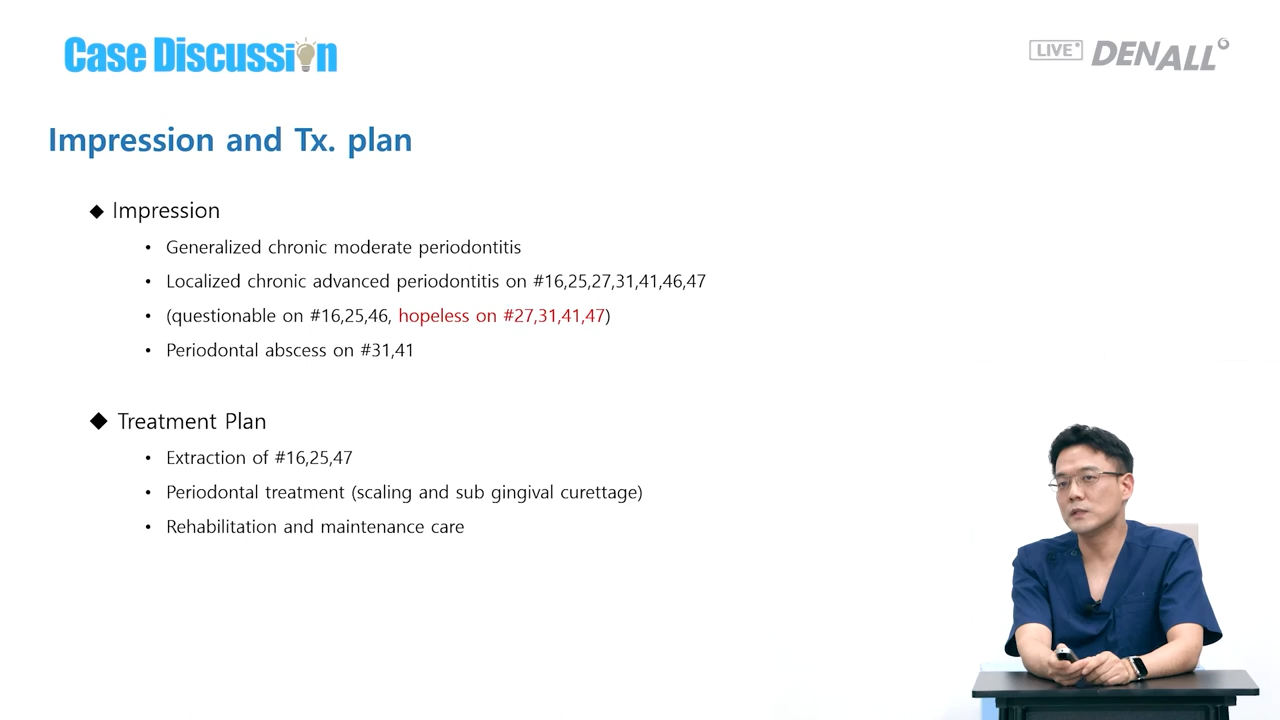 Case Discussion
LIVE DENALL
Impression and Tx. plan
◆ Impression
• Generalized chronic moderate periodontitis
• Localized chronic advanced periodontitis on #16,25,27,31,41,46,47
• (questionable on #16,25,46, hopeless on #27,31,41,47)
• Periodontal abscess on #31,41
◆ Treatment Plan
• Extraction of #16,25,47
• Periodontal treatment (scaling and sub gingival curettage)
• Rehabilitation and maintenance care